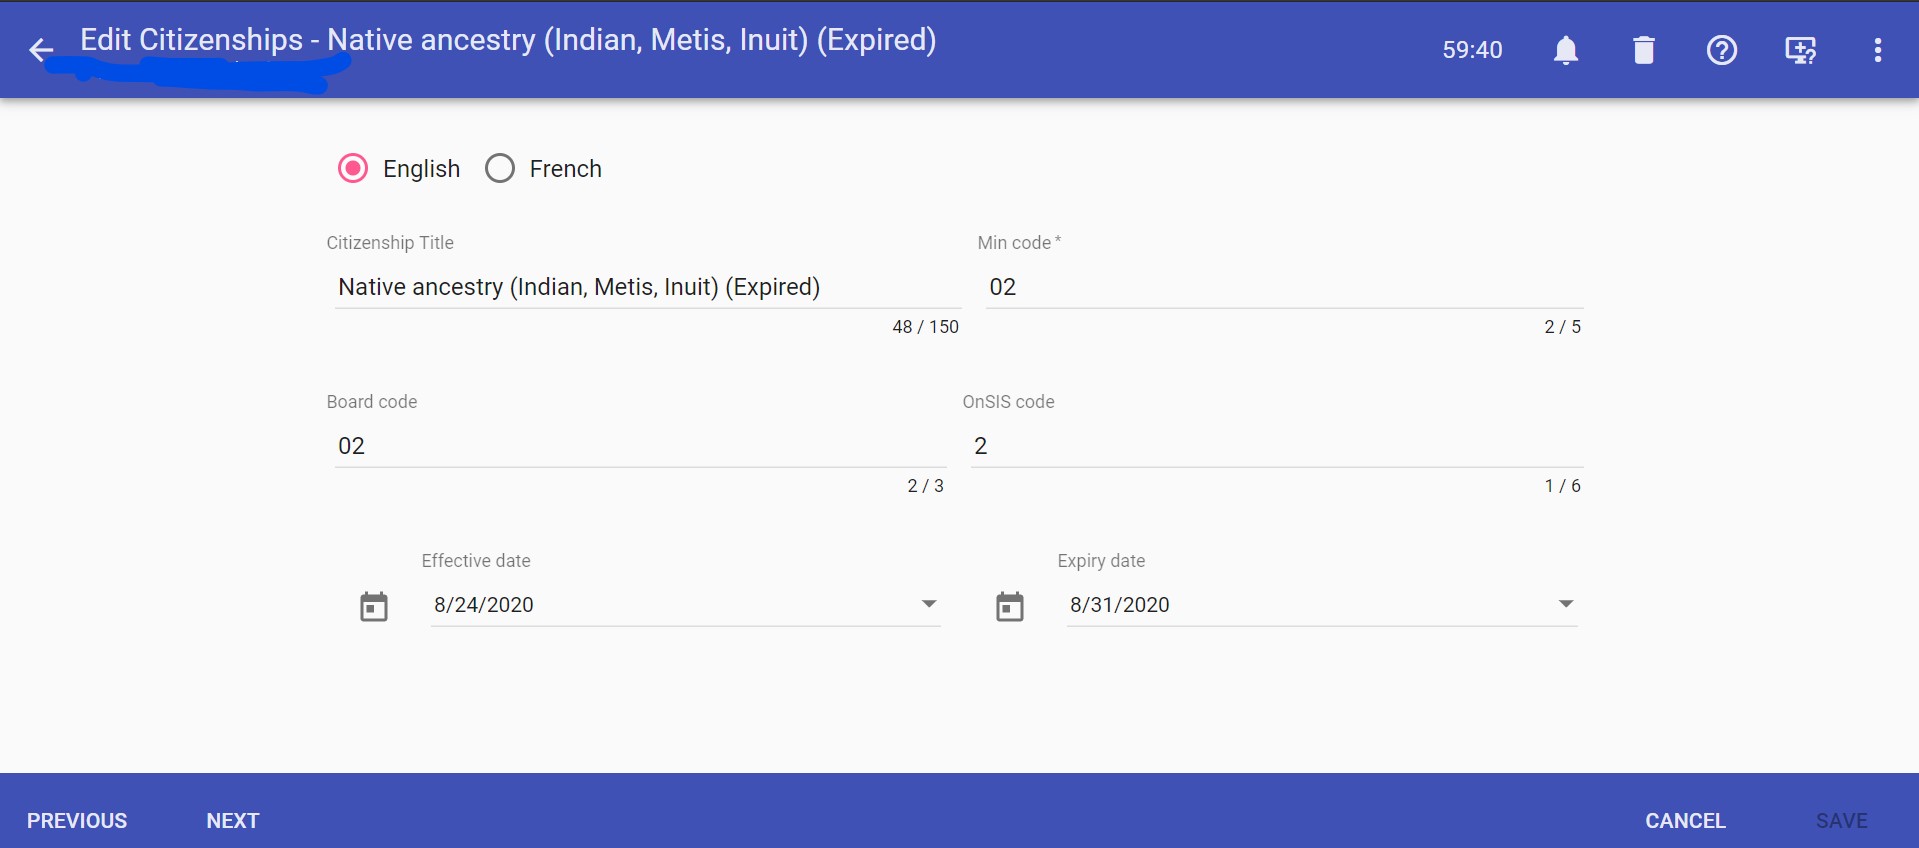 Edit Citizenships - Native ancestry (Indian, Metis, Inuit) (Expired)
59:40
English French
Citizenship Title Min code *
Native ancestry (Indian, Metis, Inuit) (Expired) 02
48 / 150 2 / 5
Board code OnSIS code
02 2
2 / 3 1 / 6
Effective date Expiry date
8/24/2020 8/31/2020
PREVIOUS NEXT CANCEL SAVE